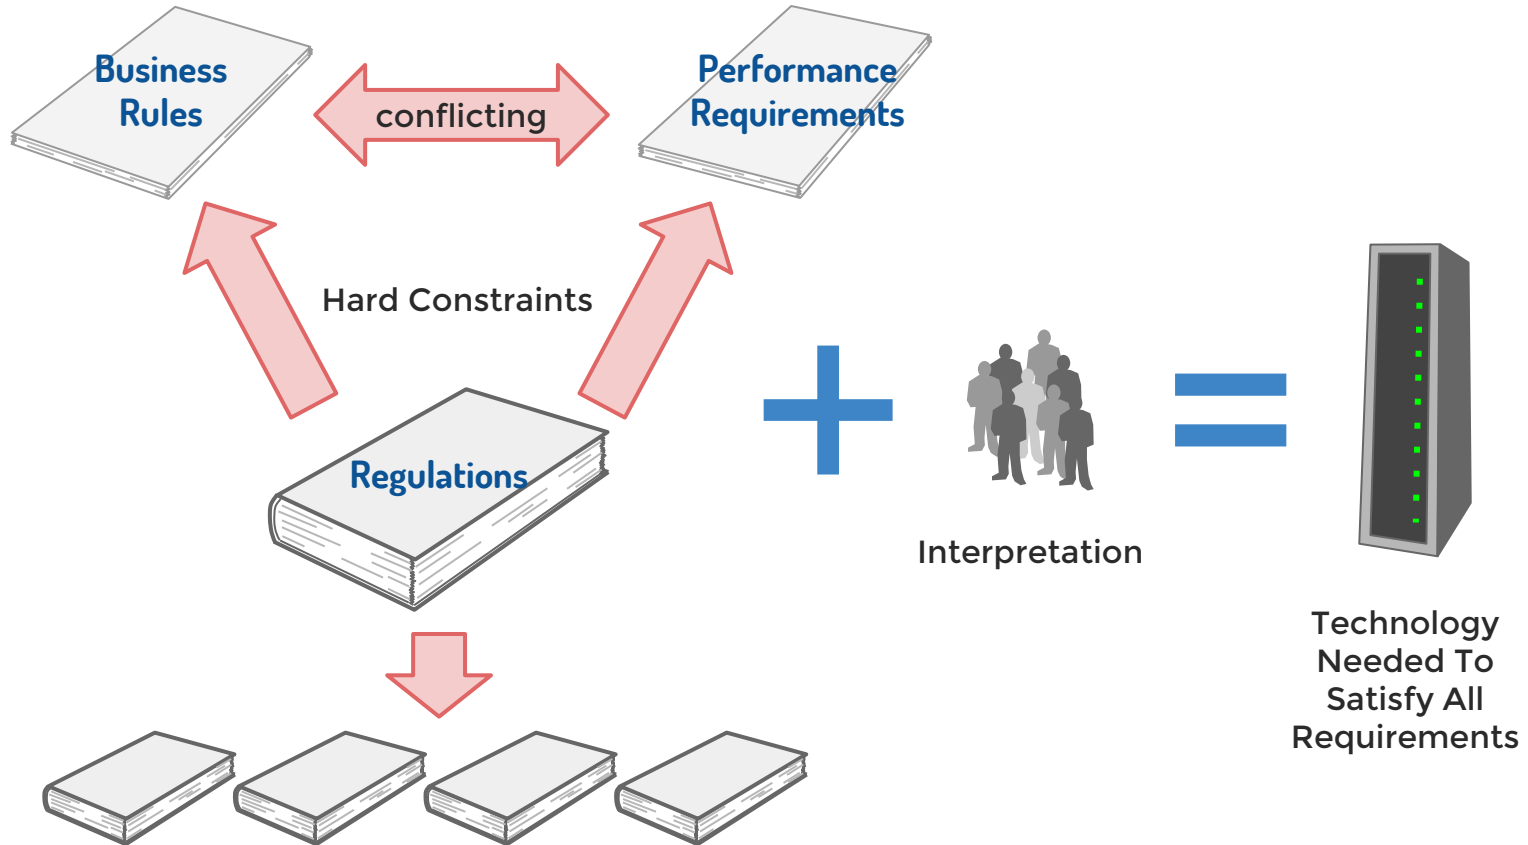 Business
Rules
conflicting
Performance
Requirements
Hard Constraints
Regulations
Interpretation
Technology
Needed To
Satisfy All
Requirements